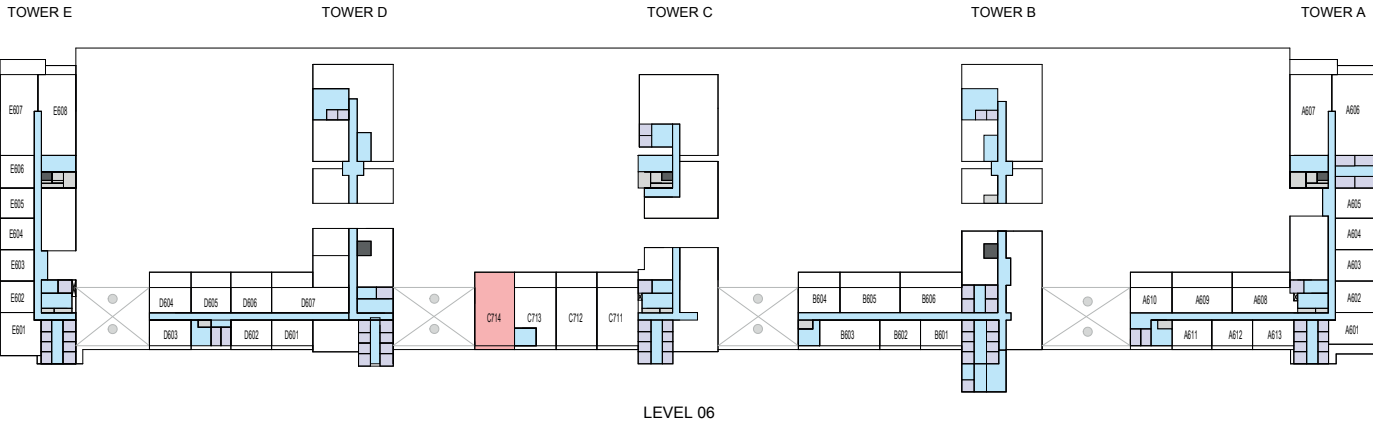 TOWER E TOWER D TOWER C TOWER B TOWER A
E607 E608 A607 A606
E606
E605 A605
E604 A604
E603 A603
E602 D604 D605 D606 D607 B604 B605 B606 A610 A609 A608 A602
C714 C713 C712 C711
E601 D603 D602 D601 B603 B602 B601 A611 A612 A613 A601
LEVEL 06